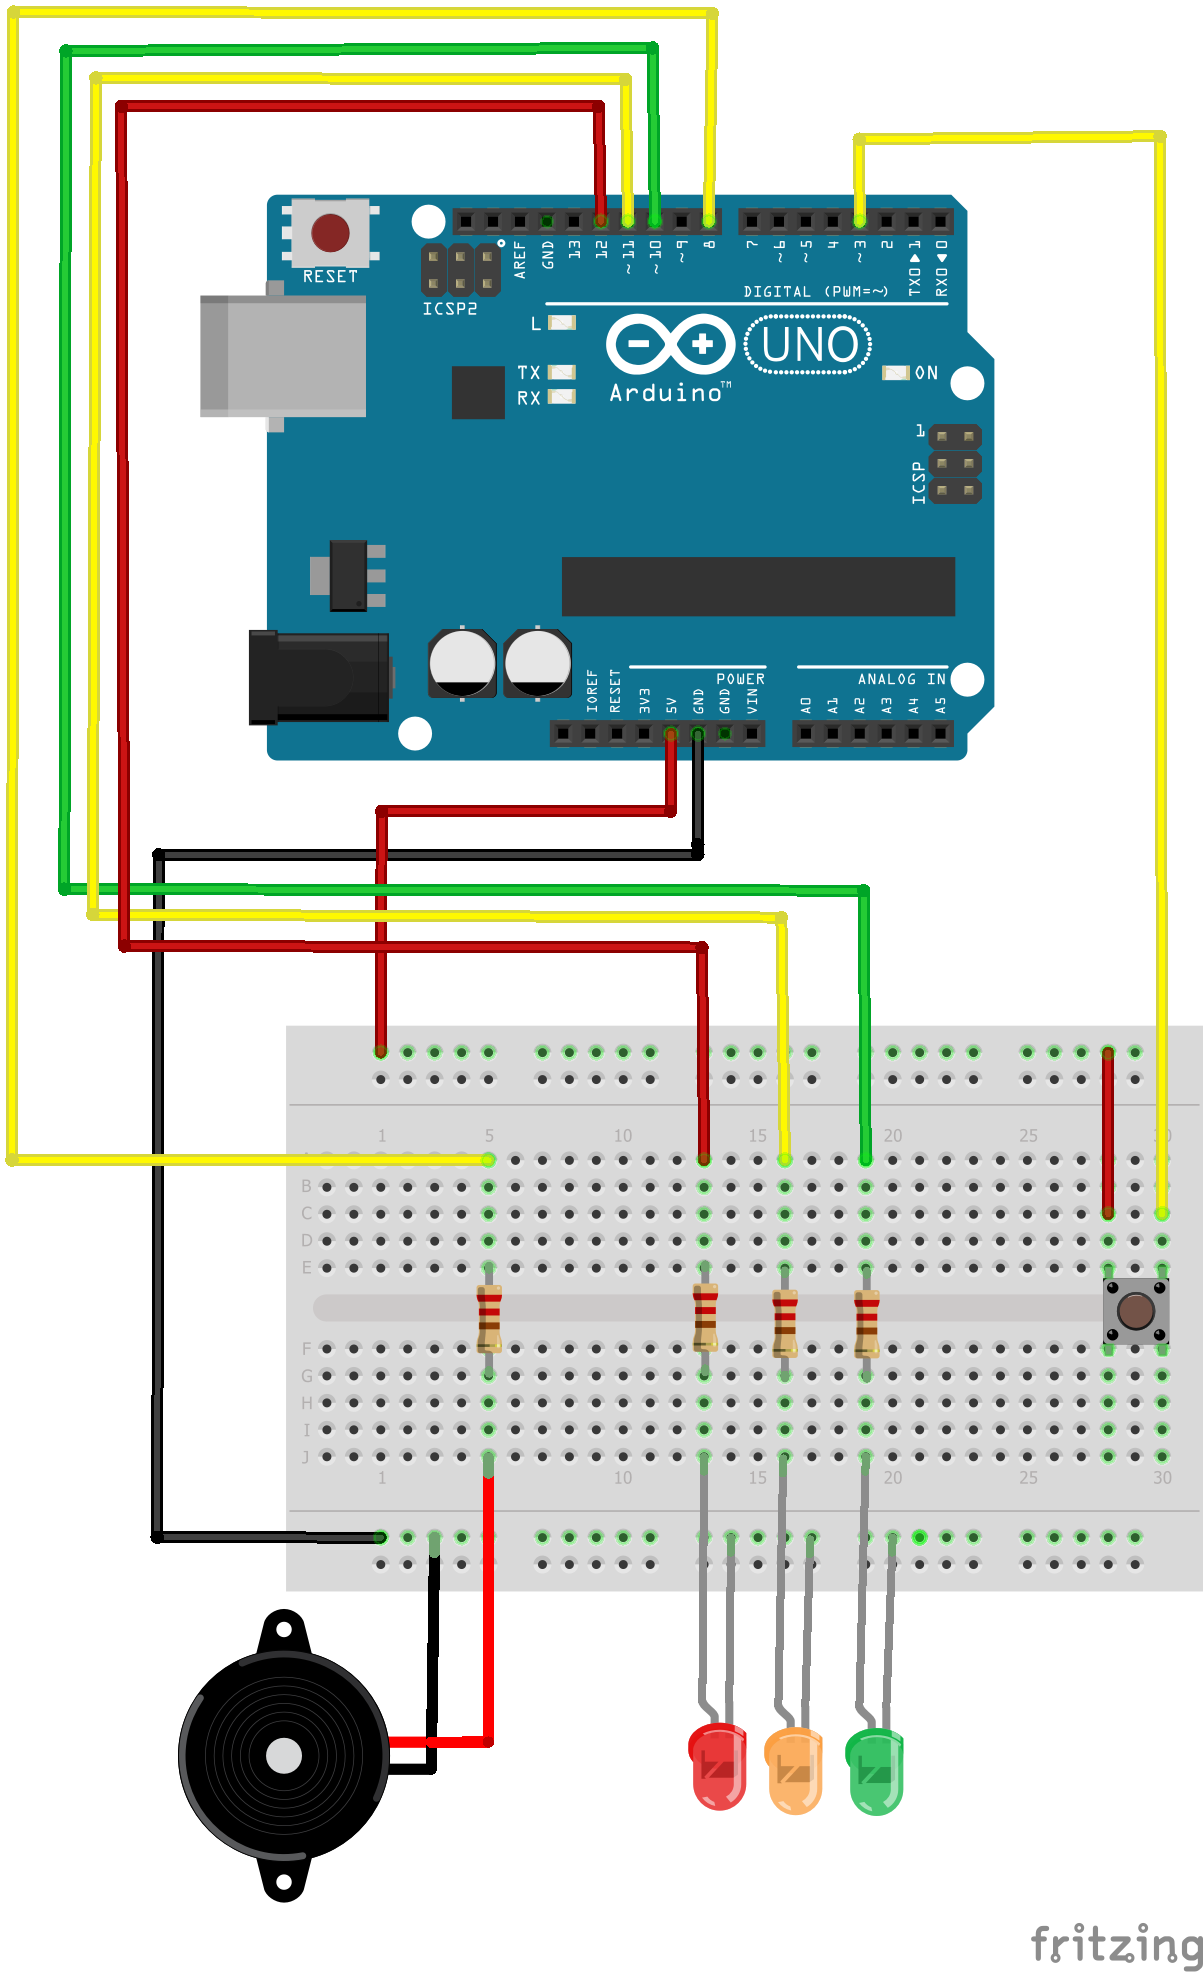 RESET
ICSP2
AREF
GND
13
12
~11
~10
~9
8
7
~6
~5
4
~3
2
TX0 ▶ 1
RX0 ◀ 0
DIGITAL (PWM=~)
L
TX
RX
UNO
Arduino™
ON
1
ICSP
IOREF
RESET
3V3
5V
GND
GND
VIN
POWER
A0
A1
A2
A3
A4
A5
ANALOG IN
1 5 10 15 20 25 30
B
C
D
E
F
G
H
I
J
1 10 15 20 25 30
fritzing